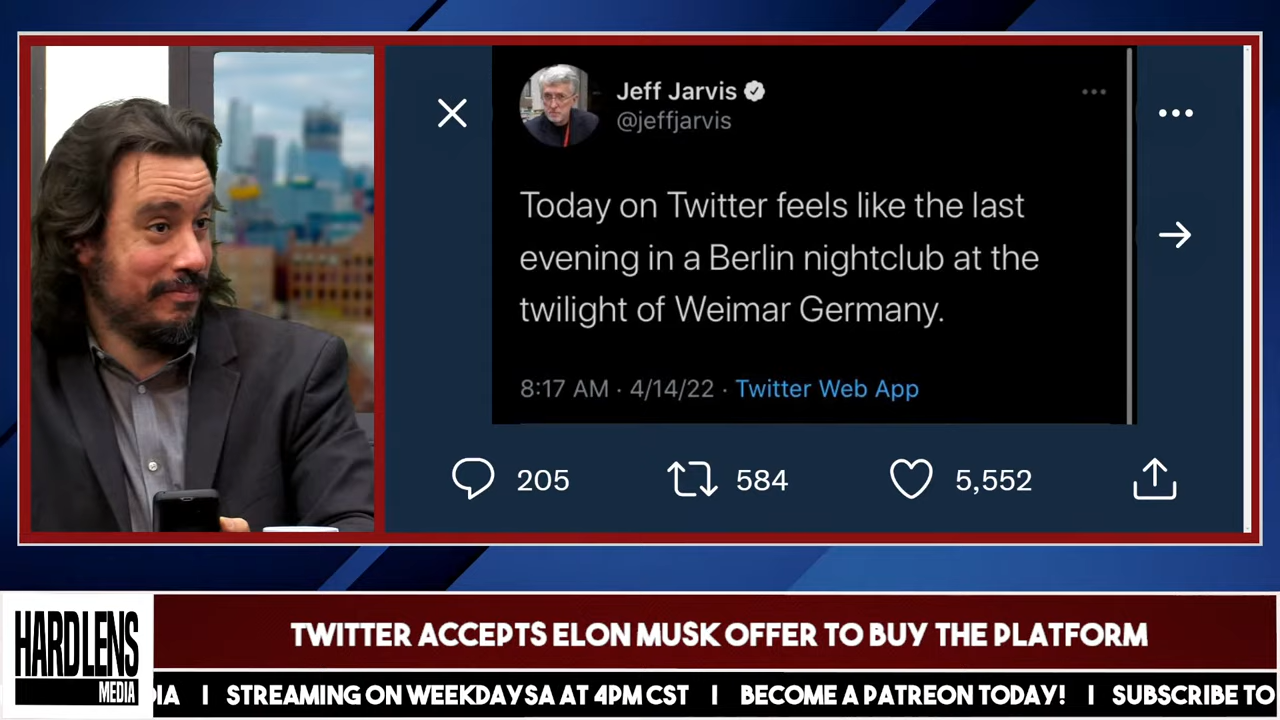 Jeff Jarvis
@jeffjarvis
Today on Twitter feels like the last
evening in a Berlin nightclub at the
twilight of Weimar Germany.
8:17 AM · 4/14/22 · Twitter Web App
205 584 5,552
TWITTER ACCEPTS ELON MUSK OFFER TO BUY THE PLATFORM
HARDLENS
MEDIA
DIA | STREAMING ON WEEKDAYSA AT 4PM CST | BECOME A PATREON TODAY! | SUBSCRIBE TO